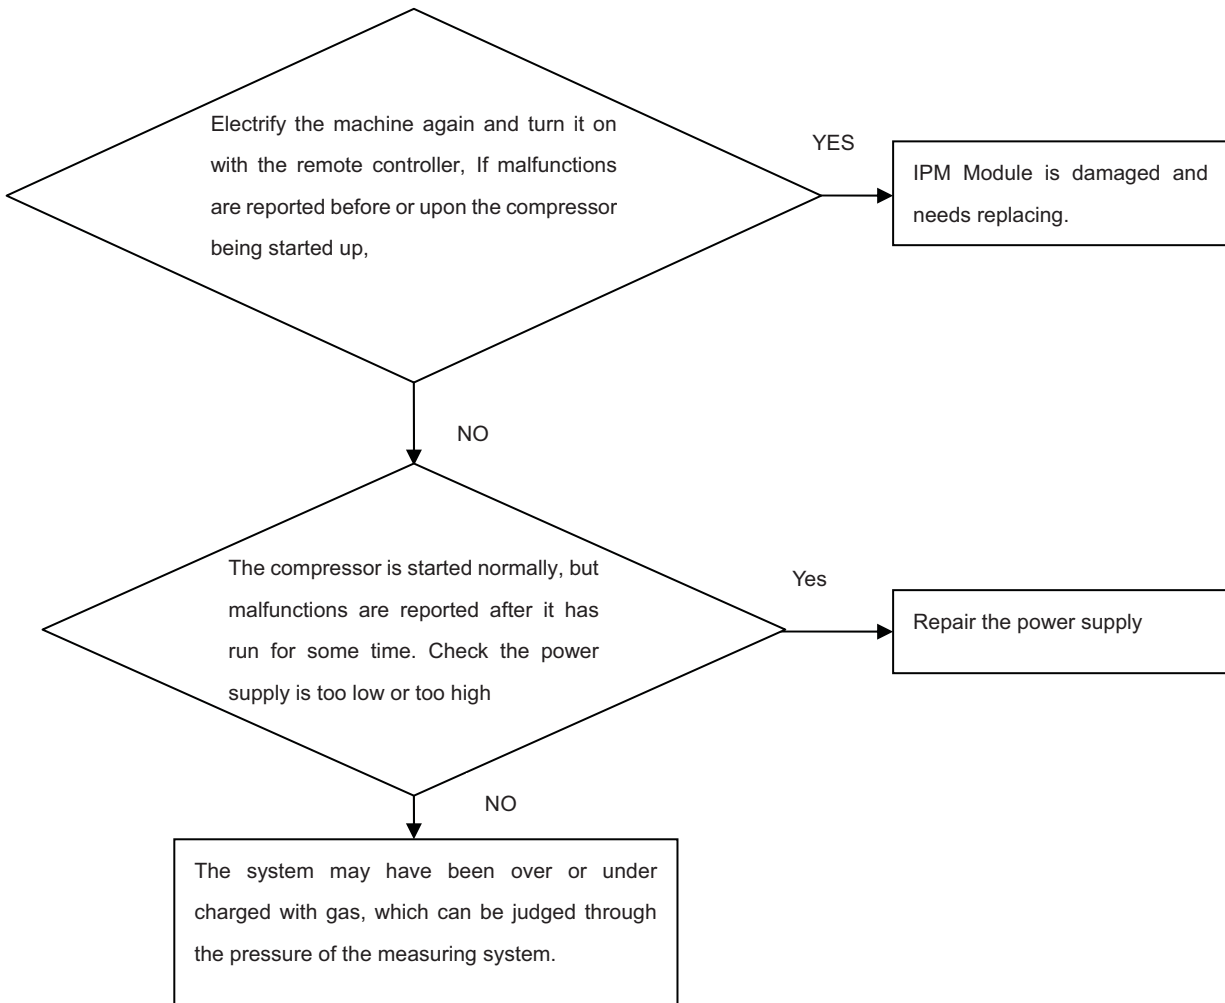 Electrify the machine again and turn it on
with the remote controller, If malfunctions
are reported before or upon the compressor
being started up,
YES
IPM Module is damaged and
needs replacing.
NO
The compressor is started normally, but
malfunctions are reported after it has
run for some time. Check the power
supply is too low or too high
Yes
Repair the power supply
NO
The system may have been over or under
charged with gas, which can be judged through
the pressure of the measuring system.